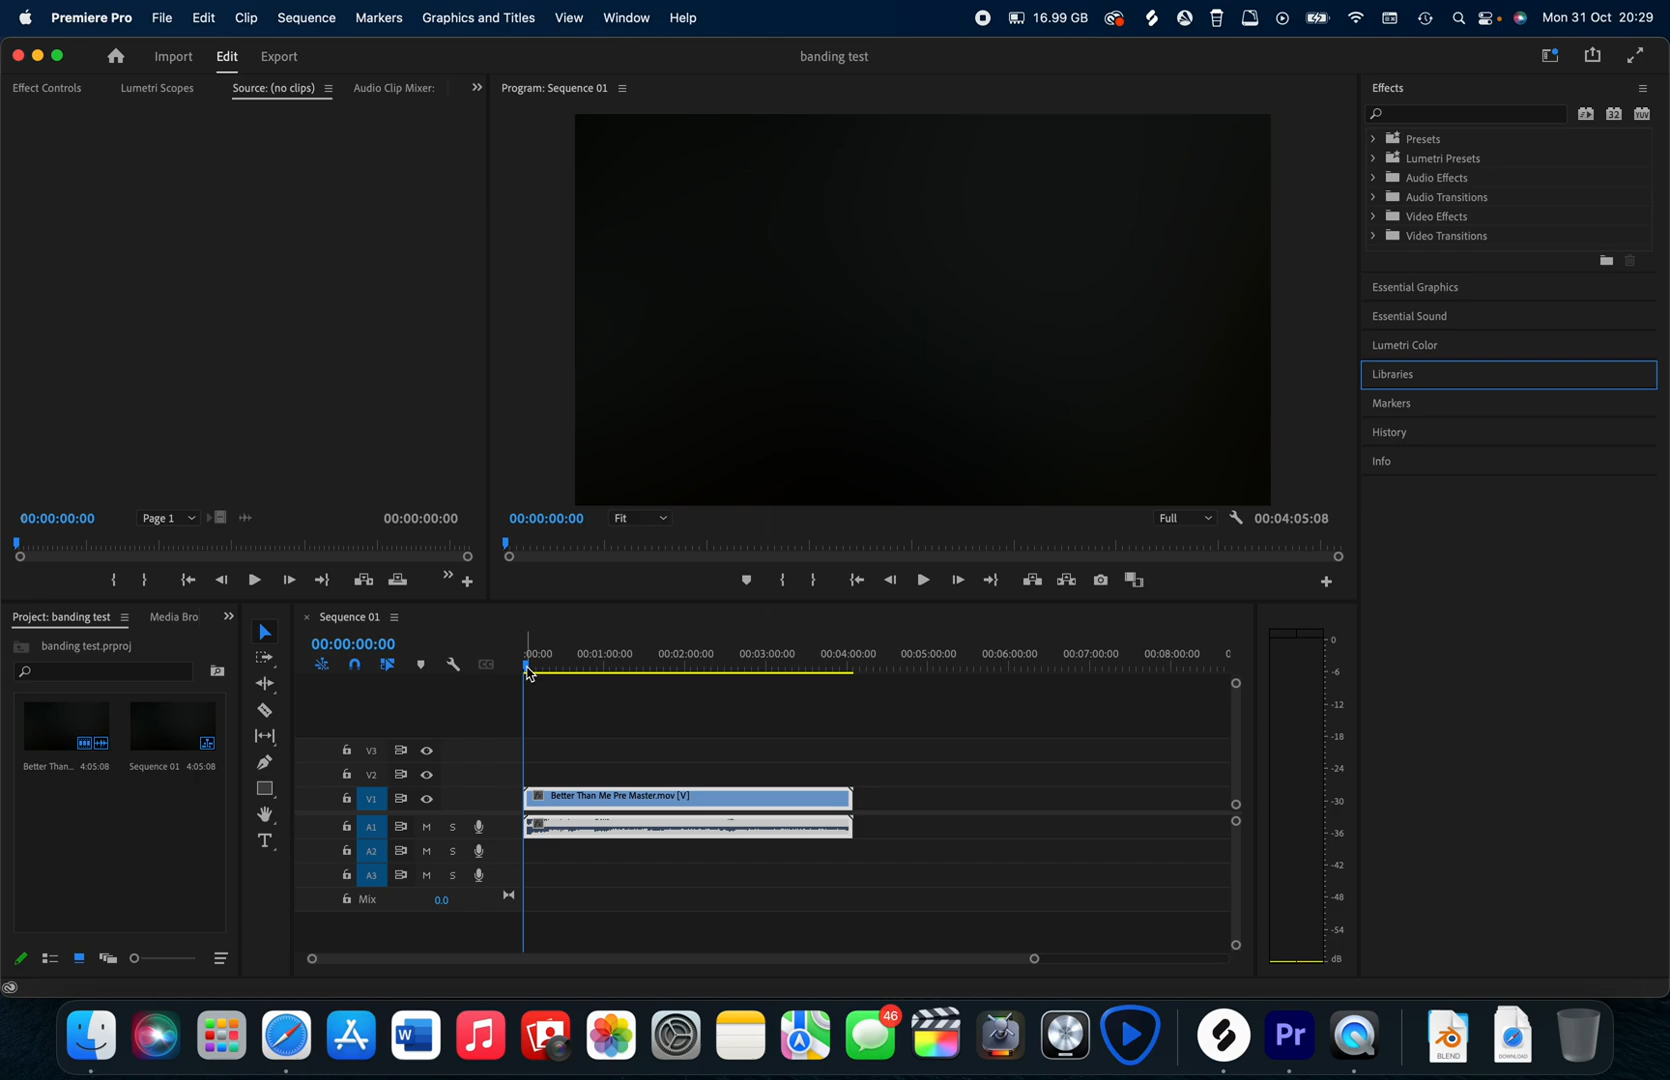 Premiere Pro File Edit Clip Sequence Markers Graphics and Titles View Window Help 16.99 GB Mon 31 Oct 20:29
Import Edit Export banding test
Effect Controls Lumetri Scopes Source: (no clips) Audio Clip Mixer:
Program: Sequence 01
Effects
32 YUV
Presets
Lumetri Presets
Audio Effects
Audio Transitions
Video Effects
Video Transitions
Essential Graphics
Essential Sound
Lumetri Color
Libraries
Markers
History
Info
00:00:00:00 Page 1 00:00:00:00
00:00:00:00 Fit Full 00:04:05:08
Project: banding test Media Bro
banding test.prproj
Better Than... 4:05:08 Sequence 01 4:05:08
× Sequence 01
00:00:00:00
:00:00 00:01:00:00 00:02:00:00 00:03:00:00 00:04:00:00 00:05:00:00 00:06:00:00 00:07:00:00 00:08:00:00 0
CC
V3
V2
V1 Better Than Me Pre Master.mov [V]
A1 M S
A2 M S
A3 M S
Mix 0.0
0
-6
-12
-18
-24
-30
-36
-42
-48
-54
dB
T
W
46
Pr
BLEND
DOWNLOAD